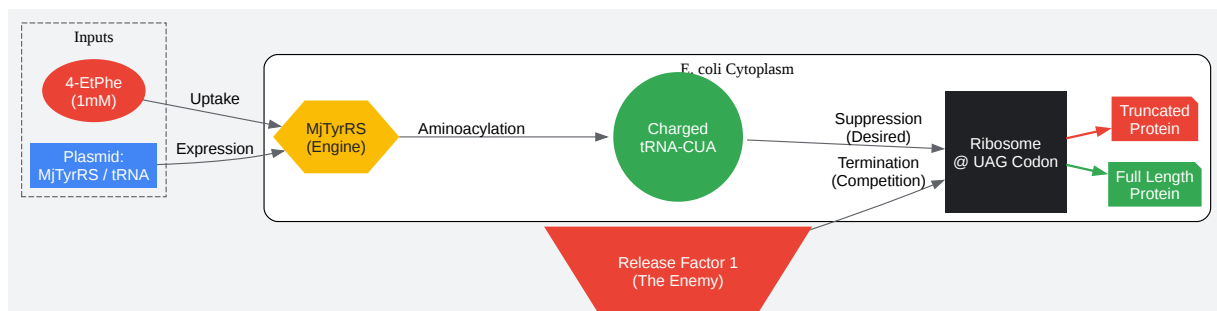 Inputs
4-EtPhe
(1mM)
Plasmid:
MjTyrRS / tRNA
Uptake
Expression
MjTyrRS
(Engine)
Aminoacylation
E. coli Cytoplasm
Charged
tRNA-CUA
Suppression
(Desired)
Termination
(Competition)
Ribosome
@ UAG Codon
Truncated
Protein
Full Length
Protein
Release Factor 1
(The Enemy)